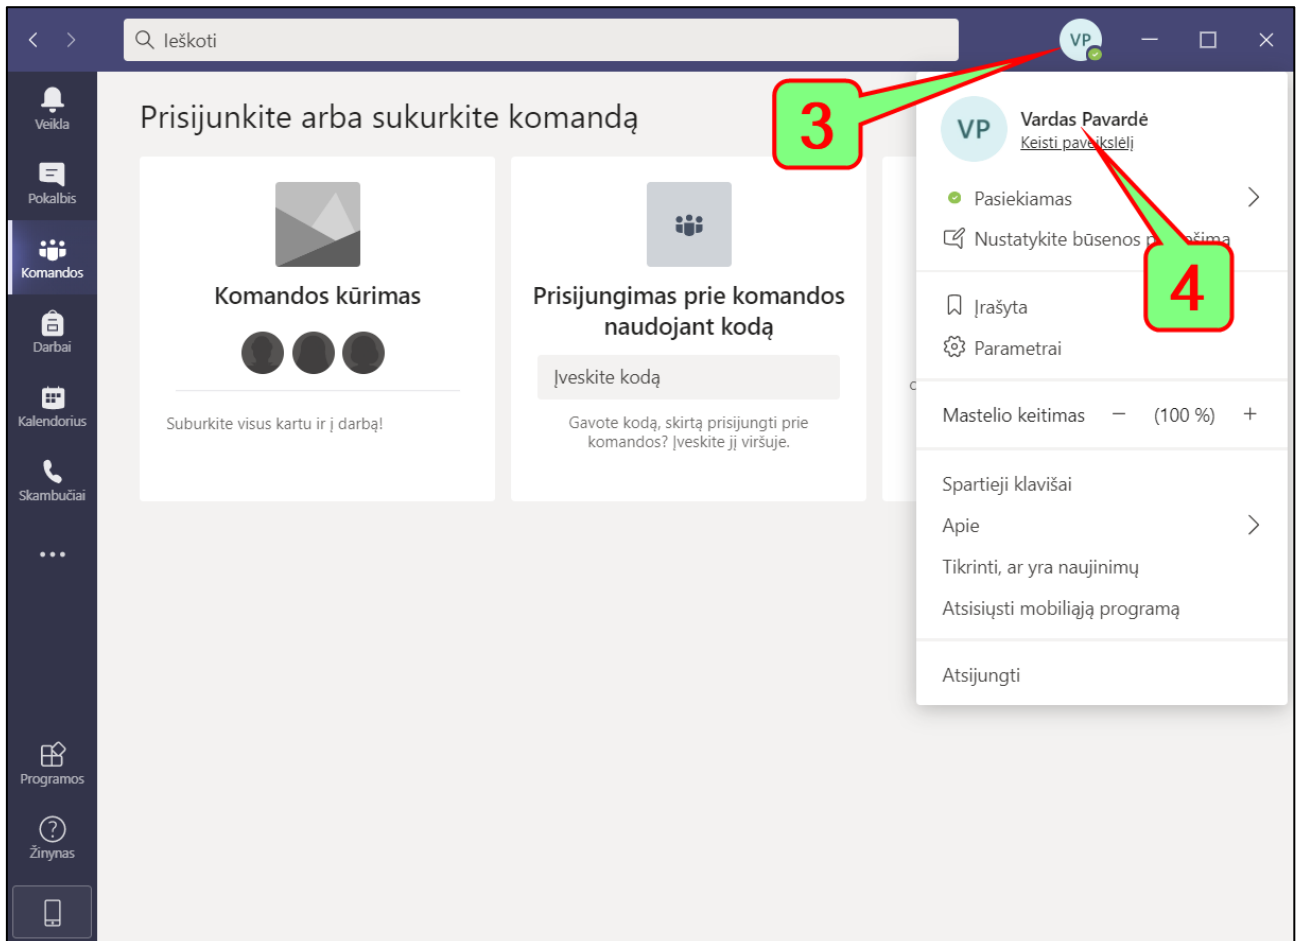 Ieškoti
VP
3
Veikla
Pokalbis
Komandos
Darbai
Kalendorius
Skambučiai
Programos
Žinynas
Prisijunkite arba sukurkite komandą
Komandos kūrimas
Suburkite visus kartu ir į darbą!
Prisijungimas prie komandos
naudojant kodą
Įveskite kodą
Gavote kodą, skirtą prisijungti prie
komandos? Įveskite jį viršuje.
VP
Vardas Pavardė
Keisti paveikslėlį
Pasiekiamas
Nustatykite būsenos
4
Įrašyta
Parametrai
Mastelio keitimas − (100 %) +
Spartieji klavišai
Apie
Tikrinti, ar yra naujinimų
Atsisiųsti mobiliąją programą
Atsijungti